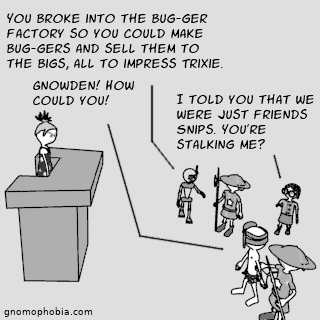 YOU BROKE INTO THE BUG-GER
FACTORY SO YOU COULD MAKE
BUG-GERS AND SELL THEM TO
THE BIGS, ALL TO IMPRESS TRIXIE.
GNOWDEN! HOW
COULD YOU!
I TOLD YOU THAT WE
WERE JUST FRIENDS
SNIPS. YOU'RE
STALKING ME?
gnomophobia.com